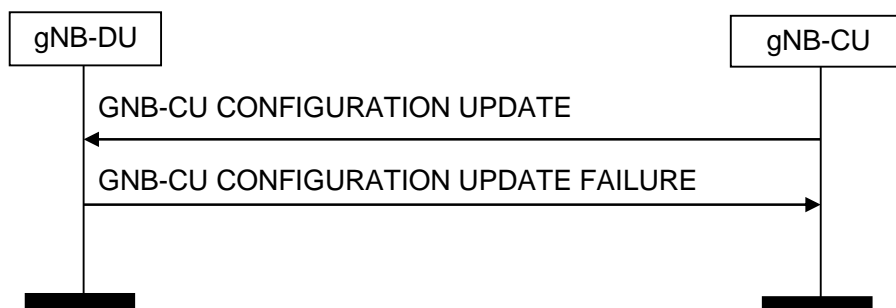 gNB-DU
gNB-CU
GNB-CU CONFIGURATION UPDATE
GNB-CU CONFIGURATION UPDATE FAILURE